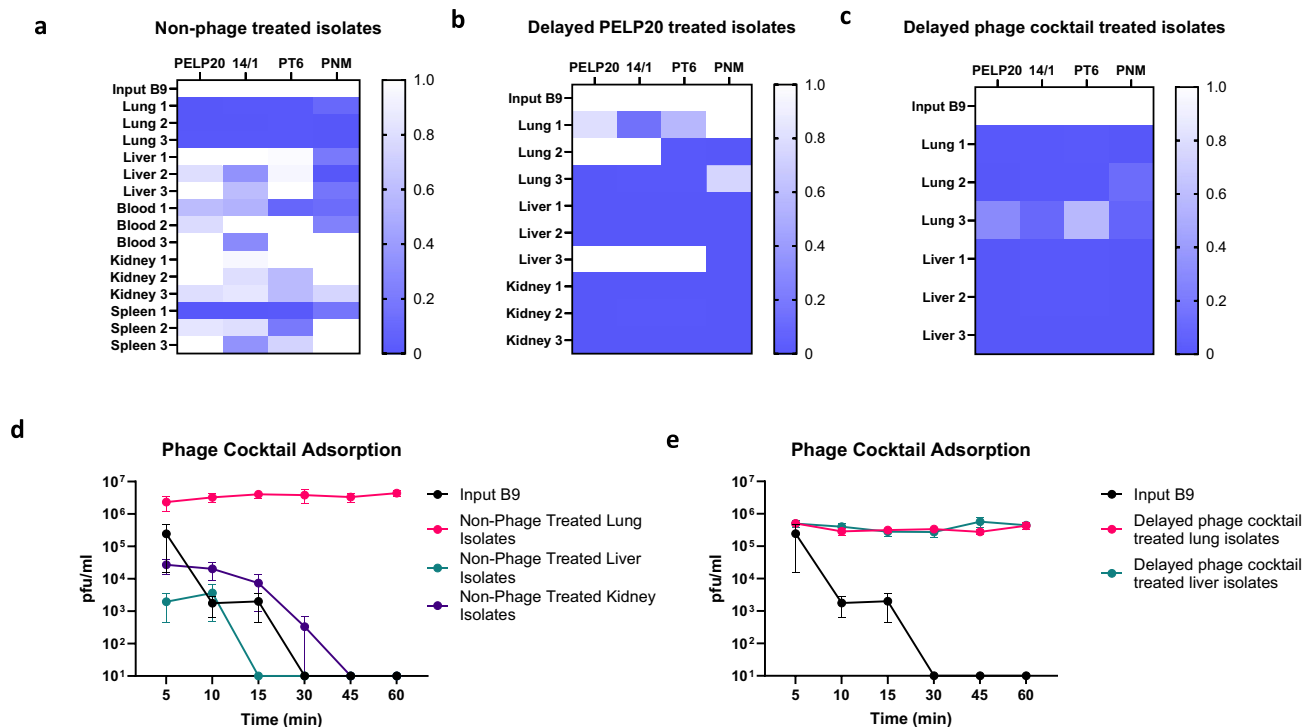 a
Non-phage treated isolates
PELP20 14/1 PT6 PNM
Input B9
Lung 1
Lung 2
Lung 3
Liver 1
Liver 2
Liver 3
Blood 1
Blood 2
Blood 3
Kidney 1
Kidney 2
Kidney 3
Spleen 1
Spleen 2
Spleen 3
1.0
0.8
0.6
0.4
0.2
0
b
Delayed PELP20 treated isolates
PELP20 14/1 PT6 PNM
Input B9
Lung 1
Lung 2
Lung 3
Liver 1
Liver 2
Liver 3
Kidney 1
Kidney 2
Kidney 3
1.0
0.8
0.6
0.4
0.2
0
c
Delayed phage cocktail treated isolates
PELP20 14/1 PT6 PNM
Input B9
Lung 1
Lung 2
Lung 3
Liver 1
Liver 2
Liver 3
1.0
0.8
0.6
0.4
0.2
0
d
Phage Cocktail Adsorption
pfu/ml
10⁷
10⁶
10⁵
10⁴
10³
10²
10¹
5 10 15 30 45 60
Time (min)
Input B9
Non-Phage Treated Lung
Isolates
Non-Phage Treated Liver
Isolates
Non-Phage Treated Kidney
Isolates
e
Phage Cocktail Adsorption
pfu/ml
10⁷
10⁶
10⁵
10⁴
10³
10²
10¹
5 10 15 30 45 60
Time (min)
Input B9
Delayed phage cocktail
treated lung isolates
Delayed phage cocktail
treated liver isolates